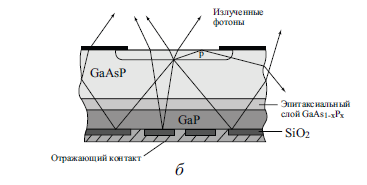 Излученные
фотоны
P
GaAsP
Эпитаксиальный
слой GaAs₁₋ₓPₓ
GaP
SiO₂
Отражающий контакт
б